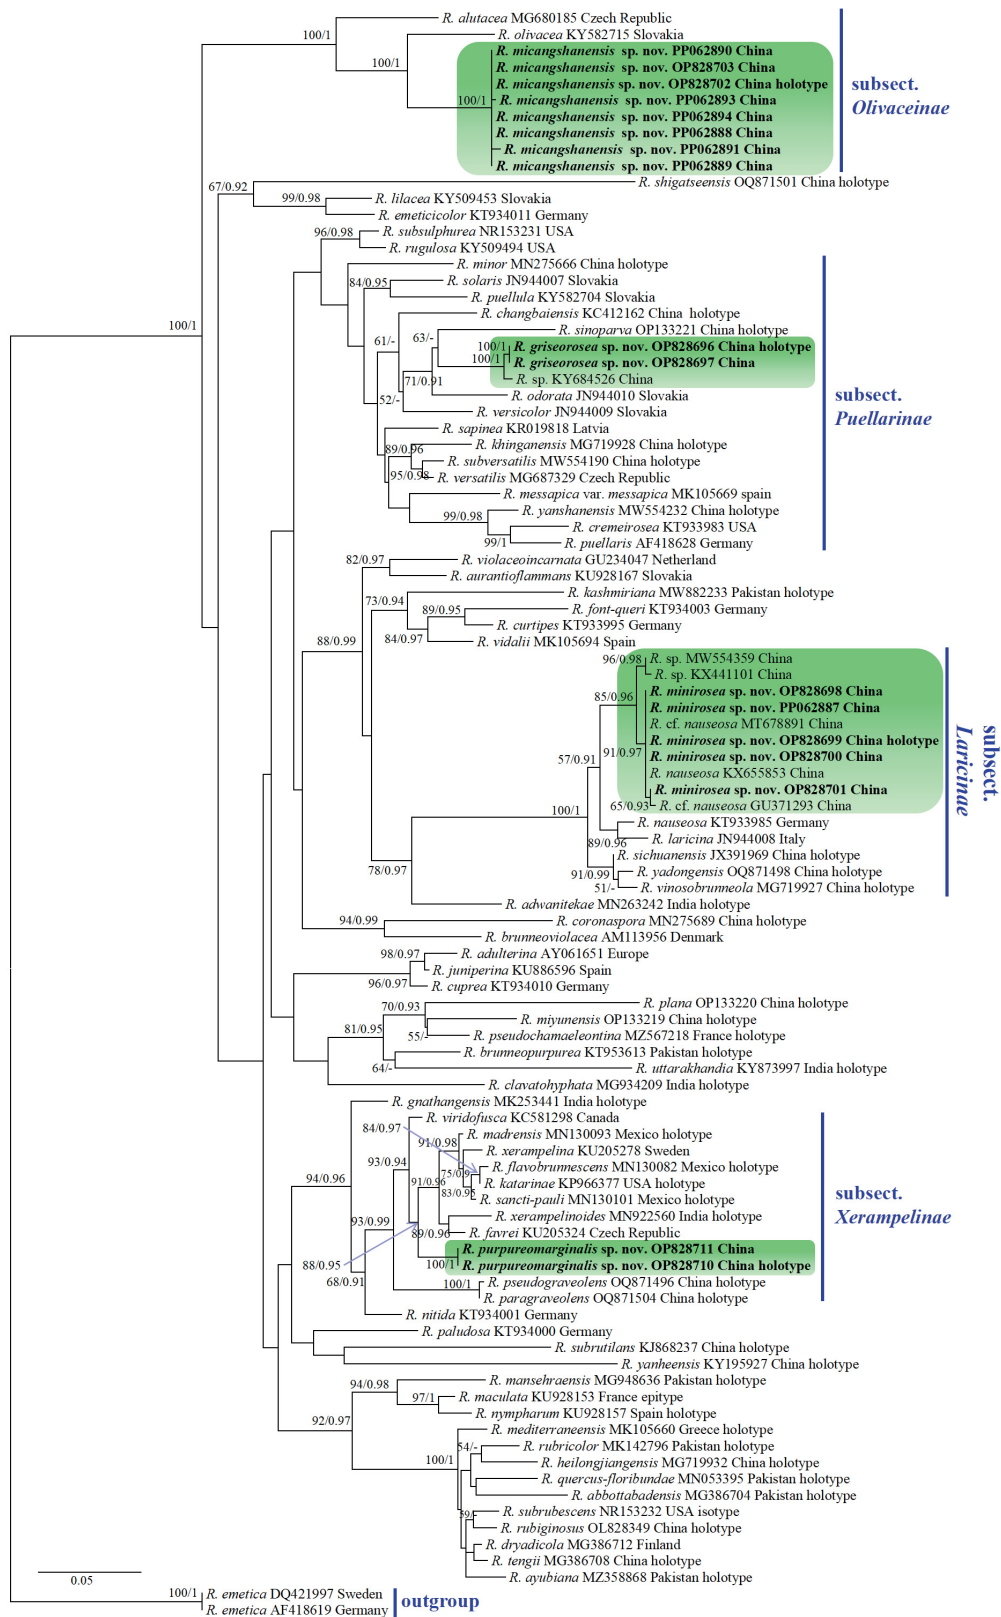 R. alutacea MG680185 Czech Republic
100/1
R. olivacea KY582715 Slovakia
100/1
R. micangshanensis sp. nov. PP062890 China
R. micangshanensis sp. nov. OP828703 China
R. micangshanensis sp. nov. OP828702 China holotype
100/1
R. micangshanensis sp. nov. PP062893 China
R. micangshanensis sp. nov. PP062894 China
R. micangshanensis sp. nov. PP062888 China
R. micangshanensis sp. nov. PP062891 China
R. micangshanensis sp. nov. PP062889 China
subsect.
Olivaceinae
R. shigatseensis OQ871501 China holotype
67/0.92
99/0.98
R. lilacea KY509453 Slovakia
R. emeticicolor KT934011 Germany
96/0.98
R. subsulphurea NR153231 USA
R. rugulosa KY509494 USA
R. minor MN275666 China holotype
84/0.95
R. solaris JN944007 Slovakia
R. puellula KY582704 Slovakia
R. changbaiensis KC412162 China holotype
100/1
61/-
63/-
R. sinoparva OP133221 China holotype
100/1
R. griseorosea sp. nov. OP828696 China holotype
100/1
R. griseorosea sp. nov. OP828697 China
R. sp. KY684526 China
71/0.91
R. odorata JN944010 Slovakia
52/-
R. versicolor JN944009 Slovakia
subsect.
Puellarinae
R. sapinea KR019818 Latvia
89/0.96
R. khinganensis MG719928 China holotype
R. subversatilis MW554190 China holotype
95/0.98
R. versatilis MG687329 Czech Republic
R. messapica var. messapica MK105669 spain
R. yanshanensis MW554232 China holotype
99/0.98
R. cremeirosea KT933983 USA
99/1
R. puellaris AF418628 Germany
82/0.97
R. violaceoincarnata GU234047 Netherland
R. aurantioflammans KU928167 Slovakia
R. kashmiriana MW882233 Pakistan holotype
73/0.94
89/0.95
R. font-queri KT934003 Germany
R. curtipes KT933995 Germany
84/0.97
R. vidalii MK105694 Spain
88/0.99
96/0.98
R. sp. MW554359 China
R. sp. KX441101 China
85/0.96
R. minirosea sp. nov. OP828698 China
R. minirosea sp. nov. PP062887 China
R. cf. nauseosa MT678891 China
R. minirosea sp. nov. OP828699 China holotype
91/0.97
R. minirosea sp. nov. OP828700 China
57/0.91
R. nauseosa KX655853 China
R. minirosea sp. nov. OP828701 China
65/0.93
R. cf. nauseosa GU371293 China
100/1
R. nauseosa KT933985 Germany
R. laricina JN944008 Italy
89/0.96
R. sichuanensis JX391969 China holotype
91/0.99
R. yadongensis OQ871498 China holotype
51/-
R. vinosobrunneola MG719927 China holotype
subsect.
Laricinae
78/0.97
R. adwanitekae MN263242 India holotype
94/0.99
R. coronaspora MN275689 China holotype
R. brunneoviolacea AM113956 Denmark
98/0.97
R. adulterina AY061651 Europe
R. juniperina KU886596 Spain
96/0.97
R. cuprea KT934010 Germany
70/0.93
R. plana OP133220 China holotype
R. miyunensis OP133219 China holotype
81/0.95
55/-
R. pseudochamaeleontina MZ567218 France holotype
R. brunneopurpurea KT953613 Pakistan holotype
64/-
R. uttarakhandia KY873997 India holotype
R. clavatohyphata MG934209 India holotype
R. gnathangensis MK253441 India holotype
R. viridofusca KC581298 Canada
84/0.97
R. madrensis MN130093 Mexico holotype
91/0.98
R. xerampelina KU205278 Sweden
93/0.94
R. flavobrunnescens MN130082 Mexico holotype
94/0.96
91/0.96
R. katarinae KP966377 USA holotype
83/0.95
R. sancti-pauli MN130101 Mexico holotype
R. xerampelinoides MN922560 India holotype
93/0.99
89/0.96
R. favrei KU205324 Czech Republic
R. purpureomarginalis sp. nov. OP828711 China
100/1
R. purpureomarginalis sp. nov. OP828710 China holotype
88/0.95
68/0.91
100/1
R. pseudograveolens OQ871496 China holotype
R. paragraveolens OQ871504 China holotype
subsect.
Xerampelinae
R. nitida KT934001 Germany
R. paludosa KT934000 Germany
R. subrutilans KJ868237 China holotype
R. yanheensis KY195927 China holotype
94/0.98
R. mansehraensis MG948636 Pakistan holotype
97/1
R. maculata KU928153 France epitype
R. nympharum KU928157 Spain holotype
92/0.97
R. mediterraneensis MK105660 Greece holotype
54/-
R. rubricolor MK142796 Pakistan holotype
100/1
R. heilongjiangensis MG719932 China holotype
R. quercus-floribundae MN053395 Pakistan holotype
R. abbottabadensis MG386704 Pakistan holotype
59/-
R. subrubescens NR153232 USA isotype
R. rubiginosus OL828349 China holotype
R. dryadicola MG386712 Finland
R. tengii MG386708 China holotype
R. ayubiana MZ358868 Pakistan holotype
0.05
100/1
R. emetica DQ421997 Sweden
R. emetica AF418619 Germany
outgroup